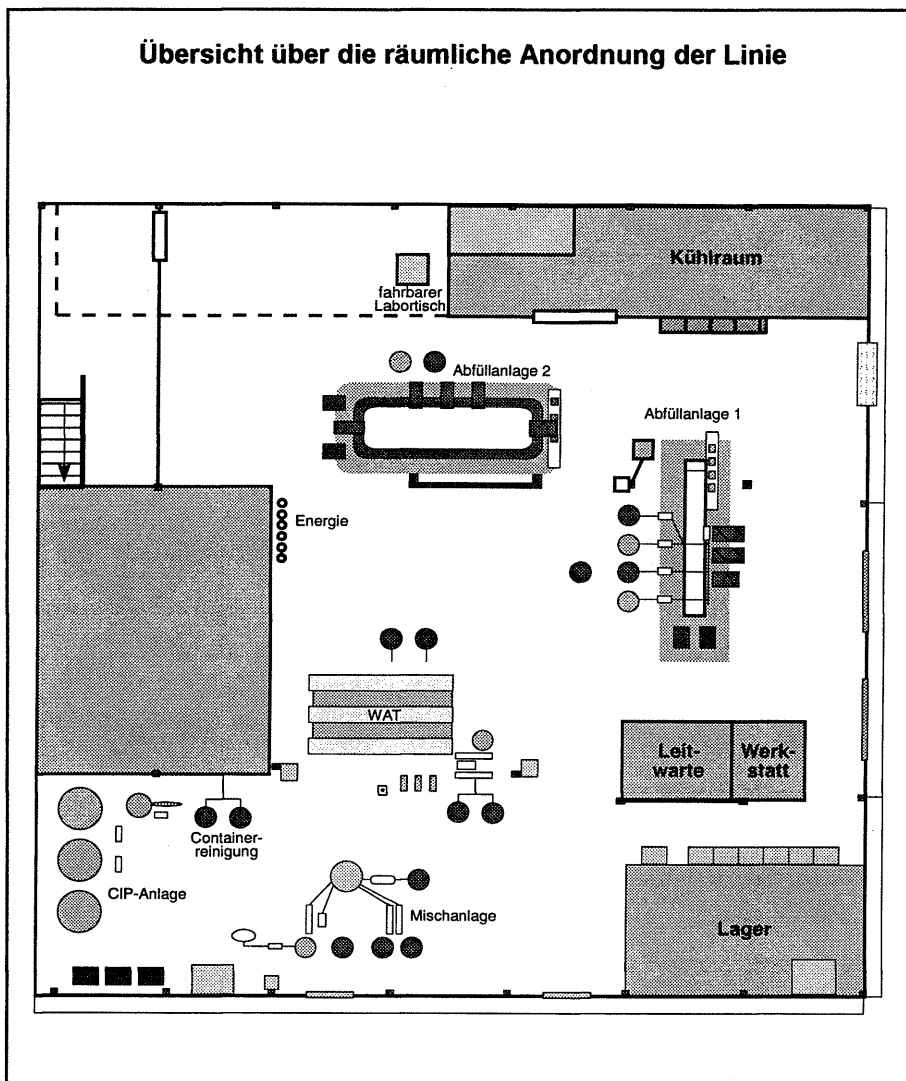 Übersicht über die räumliche Anordnung der Linie
Kühlraum
fahrbarer
Labortisch
Abfüllanlage 2
Abfüllanlage 1
Energie
WAT
Leit-
warte
Werk-
statt
Container-
reinigung
CIP-Anlage
Mischanlage
Lager